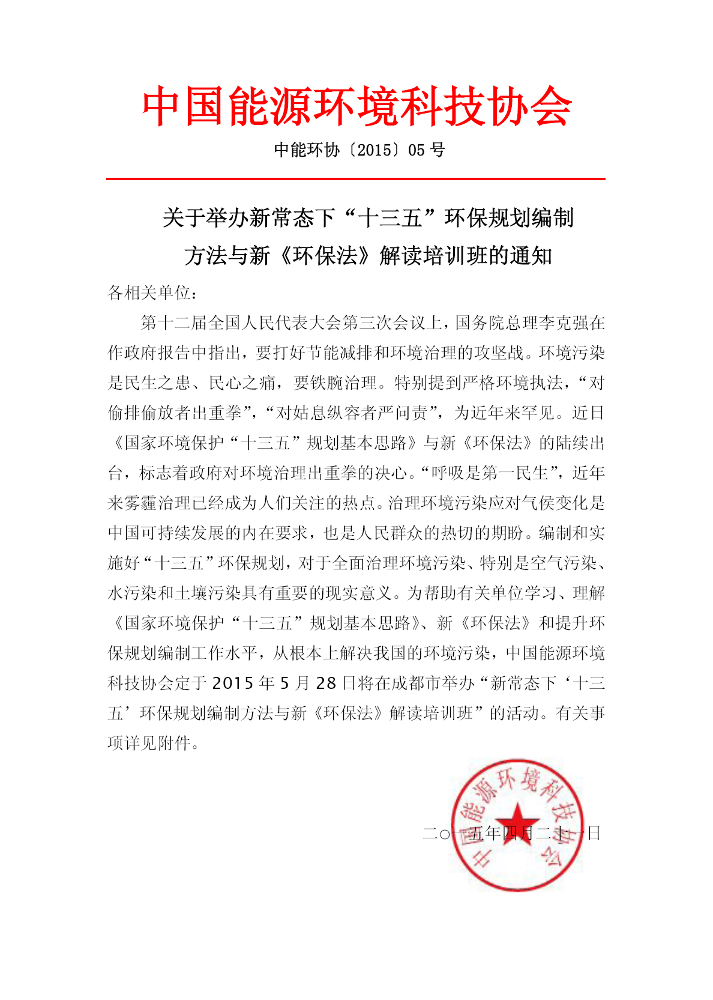 中国能源环境科技协会
中能环协〔2015〕05号
关于举办新常态下“十三五”环保规划编制
方法与新《环保法》解读培训班的通知
各相关单位：
第十二届全国人民代表大会第三次会议上，国务院总理李克强在
作政府报告中指出，要打好节能减排和环境治理的攻坚战。环境污染
是民生之患、民心之痛，要铁腕治理。特别提到严格环境执法，“对
偷排偷放者出重拳”，“对姑息纵容者严问责”，为近年来罕见。近日
《国家环境保护“十三五”规划基本思路》与新《环保法》的陆续出
台，标志着政府对环境治理出重拳的决心。“呼吸是第一民生”，近年
来雾霾治理已经成为人们关注的热点。治理环境污染应对气侯变化是
中国可持续发展的内在要求，也是人民群众的热切的期盼。编制和实
施好“十三五”环保规划，对于全面治理环境污染、特别是空气污染、
水污染和土壤污染具有重要的现实意义。为帮助有关单位学习、理解
《国家环境保护“十三五”规划基本思路》、新《环保法》和提升环
保规划编制工作水平，从根本上解决我国的环境污染，中国能源环境
科技协会定于 2015 年 5 月 28 日将在成都市举办“新常态下‘十三
五’环保规划编制方法与新《环保法》解读培训班”的活动。有关事
项详见附件。
中国能源环境科技协会
二○一五年四月二十一日